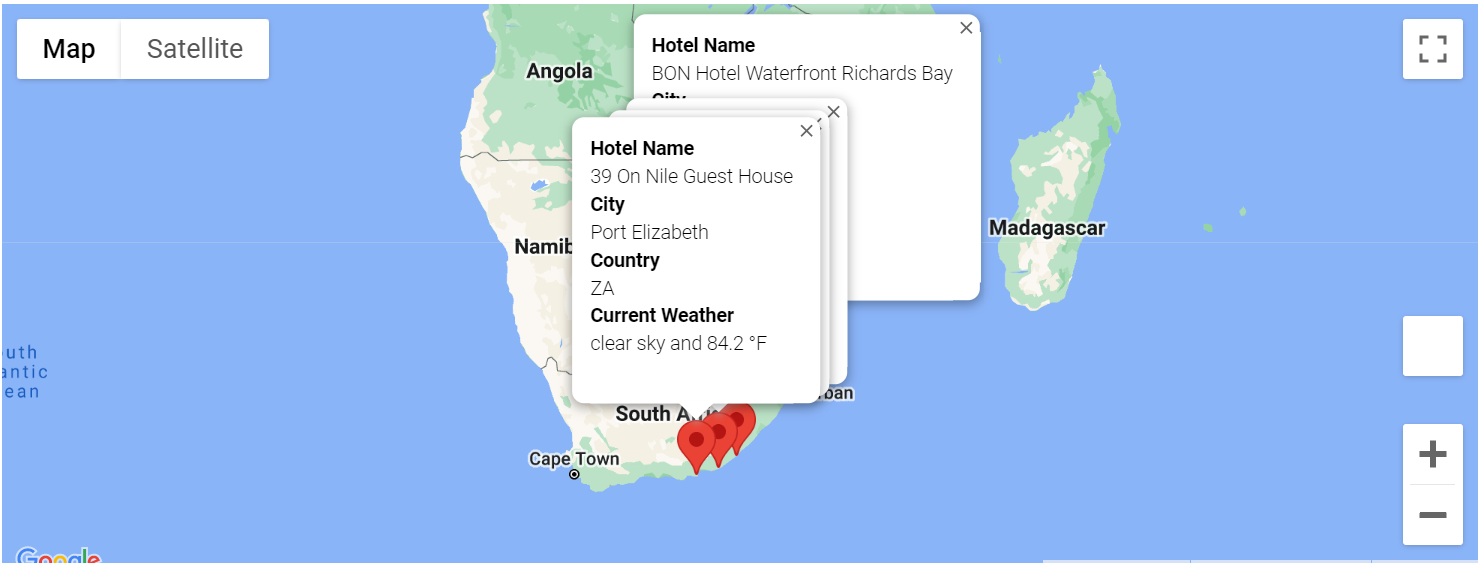 Map
Satellite
Angola
Hotel Name
BON Hotel Waterfront Richards Bay
City
Hotel Name
39 On Nile Guest House
City
Port Elizabeth
Country
ZA
Current Weather
clear sky and 84.2 °F
Madagascar
Namib
uth
antic
ean
rban
South Afri
Cape Town
Google